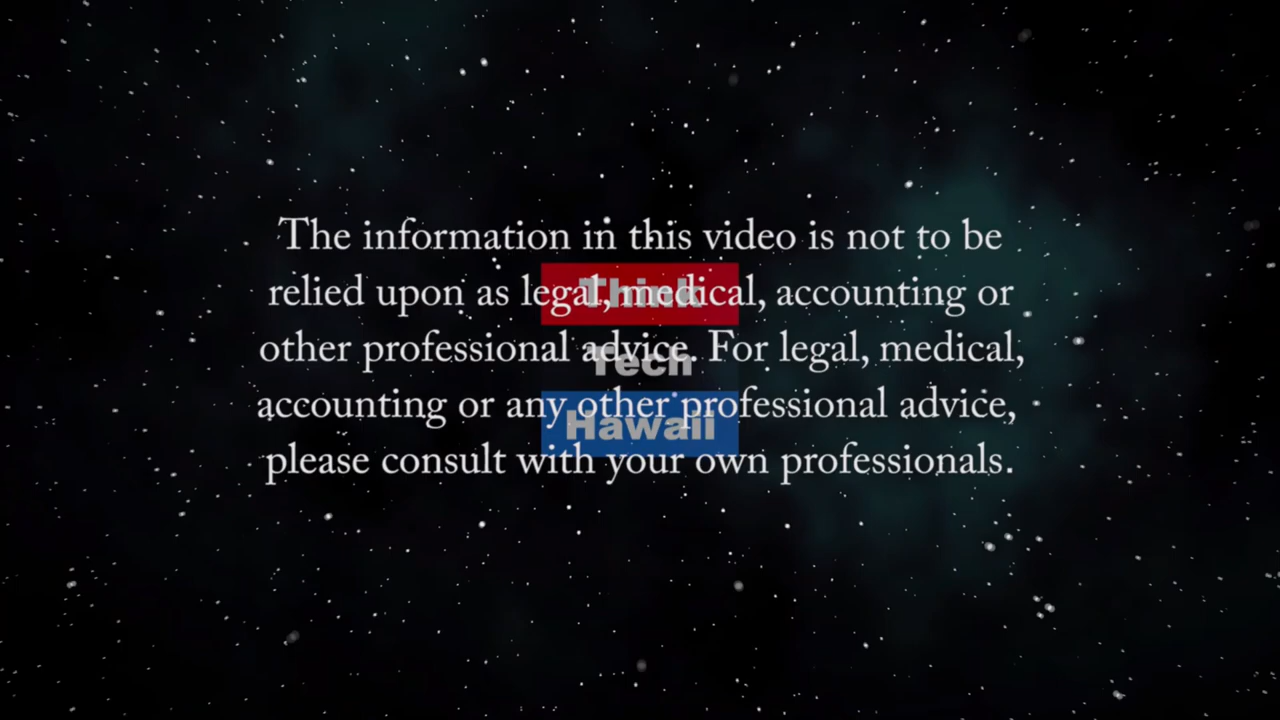 The information in this video is not to be
relied upon as legal, medical, accounting or
other professional advice. For legal, medical,
accounting or any other professional advice,
please consult with your own professionals.
Think
Tech
Hawaii